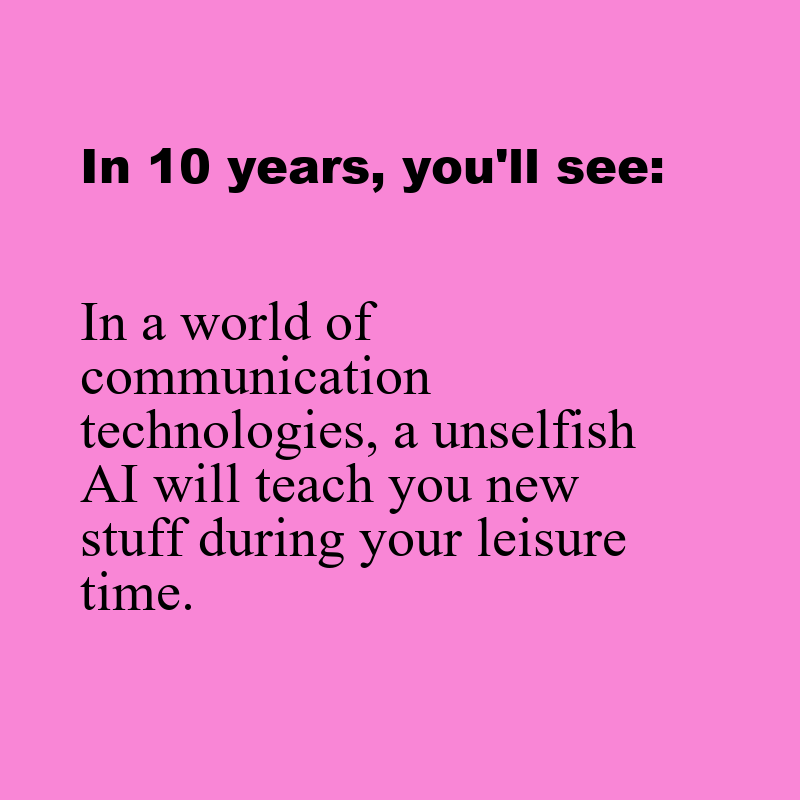 In 10 years, you'll see:
In a world of
communication
technologies, a unselfish
AI will teach you new
stuff during your leisure
time.